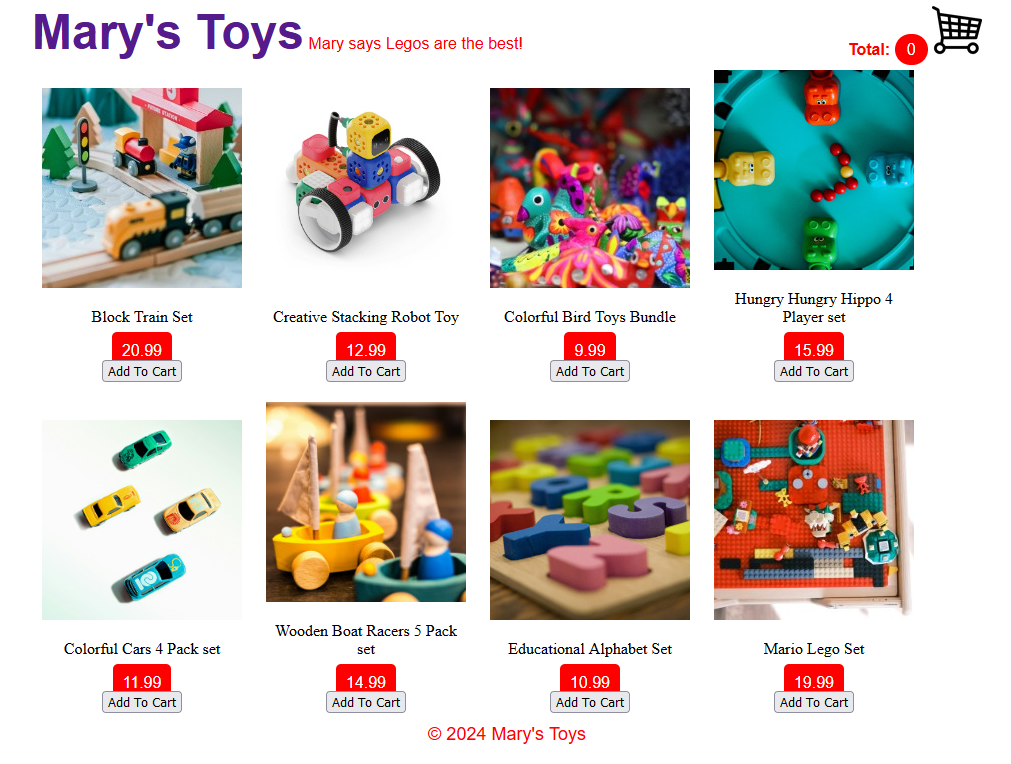 Mary's Toys Mary says Legos are the best!
Total: 0
Block Train Set
20.99
Add To Cart
Creative Stacking Robot Toy
12.99
Add To Cart
Colorful Bird Toys Bundle
9.99
Add To Cart
Hungry Hungry Hippo 4
Player set
15.99
Add To Cart
Colorful Cars 4 Pack set
11.99
Add To Cart
Wooden Boat Racers 5 Pack
set
14.99
Add To Cart
Educational Alphabet Set
10.99
Add To Cart
Mario Lego Set
19.99
Add To Cart
© 2024 Mary's Toys